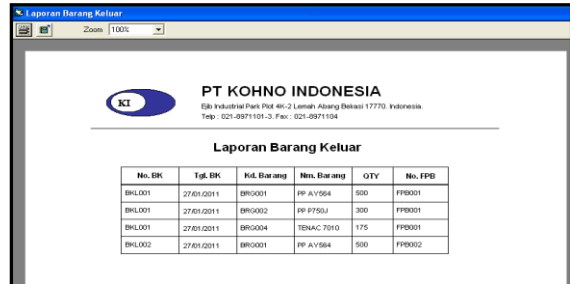 Laporan Barang Keluar
Zoom 100%
KI
PT KOHNO INDONESIA
Ejib Industrial Park Plot 4K-2 Lemah Abang Bekasi 17770. Indonesia.
Telp : 021-8971101-3. Fax : 021-8971104
Laporan Barang Keluar
No. BK Tgl. BK Kd. Barang Nm. Barang QTY No. FPB
BKL001 27/01/2011 BRG001 PP AY564 500 FPB001
BKL001 27/01/2011 BRG002 PP P750J 300 FPB001
BKL001 27/01/2011 BRG004 TENAC 7010 175 FPB001
BKL002 27/01/2011 BRG001 PP AY564 500 FPB002